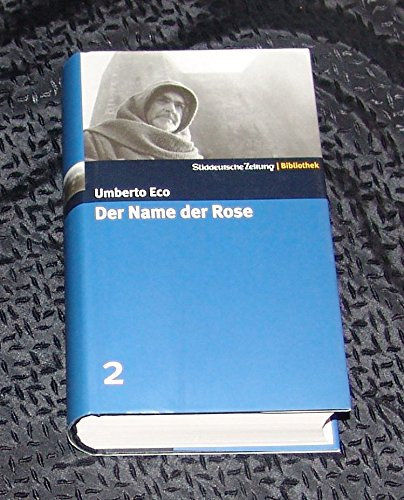 Süddeutsche Zeitung | Bibliothek
Umberto Eco
Der Name der Rose
2